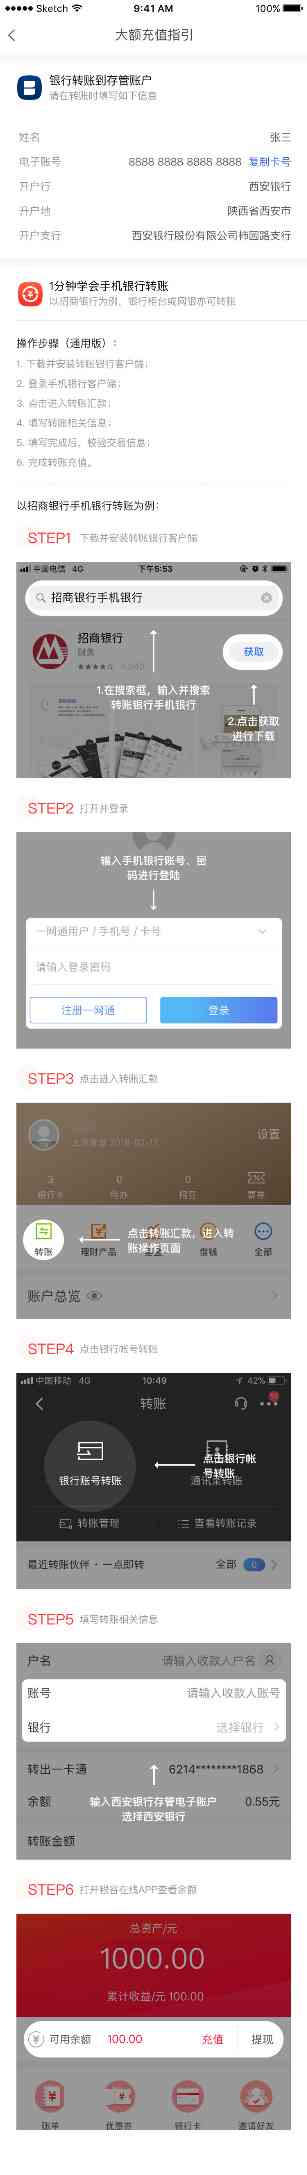 Sketch
9:41 AM
100%
大额充值指引
银行转账到存管账户
请在转账时填写如下信息
姓名 张三
电子账号 8888 8888 8888 8888 复制卡号
开户行 西安银行
开户地 陕西省西安市
开户支行 西安银行股份有限公司柿园路支行
1分钟学会手机银行转账
以招商银行为例，银行柜台或网银亦可转账
操作步骤（通用版）：
1. 下载并安装转账银行客户端；
2. 登录手机银行客户端；
3. 点击进入转账汇款；
4. 填写转账相关信息；
5. 填写完成后，校验交易信息；
6. 完成转账充值。
以招商银行手机银行转账为例：
STEP1 下载并安装转账银行客户端
中国电信 4G 下午5:53
招商银行手机银行
招商银行
财务
获取
1.在搜索框，输入并搜索
转账银行手机银行
2.点击获取
进行下载
STEP2 打开并登录
输入手机银行账号、密
码进行登陆
一网通用户 / 手机号 / 卡号
请输入登录密码
注册一网通 登录
STEP3 点击进入转账汇款
设置
3 0 0
银行卡 待办 票券
转账 理财产品 借钱 全部
点击转账汇款，进入转
账操作页面
账户总览
STEP4 点击银行帐号转账
中国移动 4G 10:49 42%
转账
银行账号转账 通讯录转账
点击银行帐
号转账
转账管理 查看转账记录
最近转账伙伴 · 一点即转 全部
STEP5 填写转账相关信息
户名 请输入收款人户名
账号 请输入收款人账号
银行 选择银行
转出一卡通 6214********1868
余额 0.55元
输入西安银行存管电子账户
选择西安银行
转账金额
STEP6 打开银谷在线APP查看余额
总资产/元
1000.00
累计收益/元 100.00
可用余额 100.00 充值 提现
账单 优惠券 银行卡 邀请好友